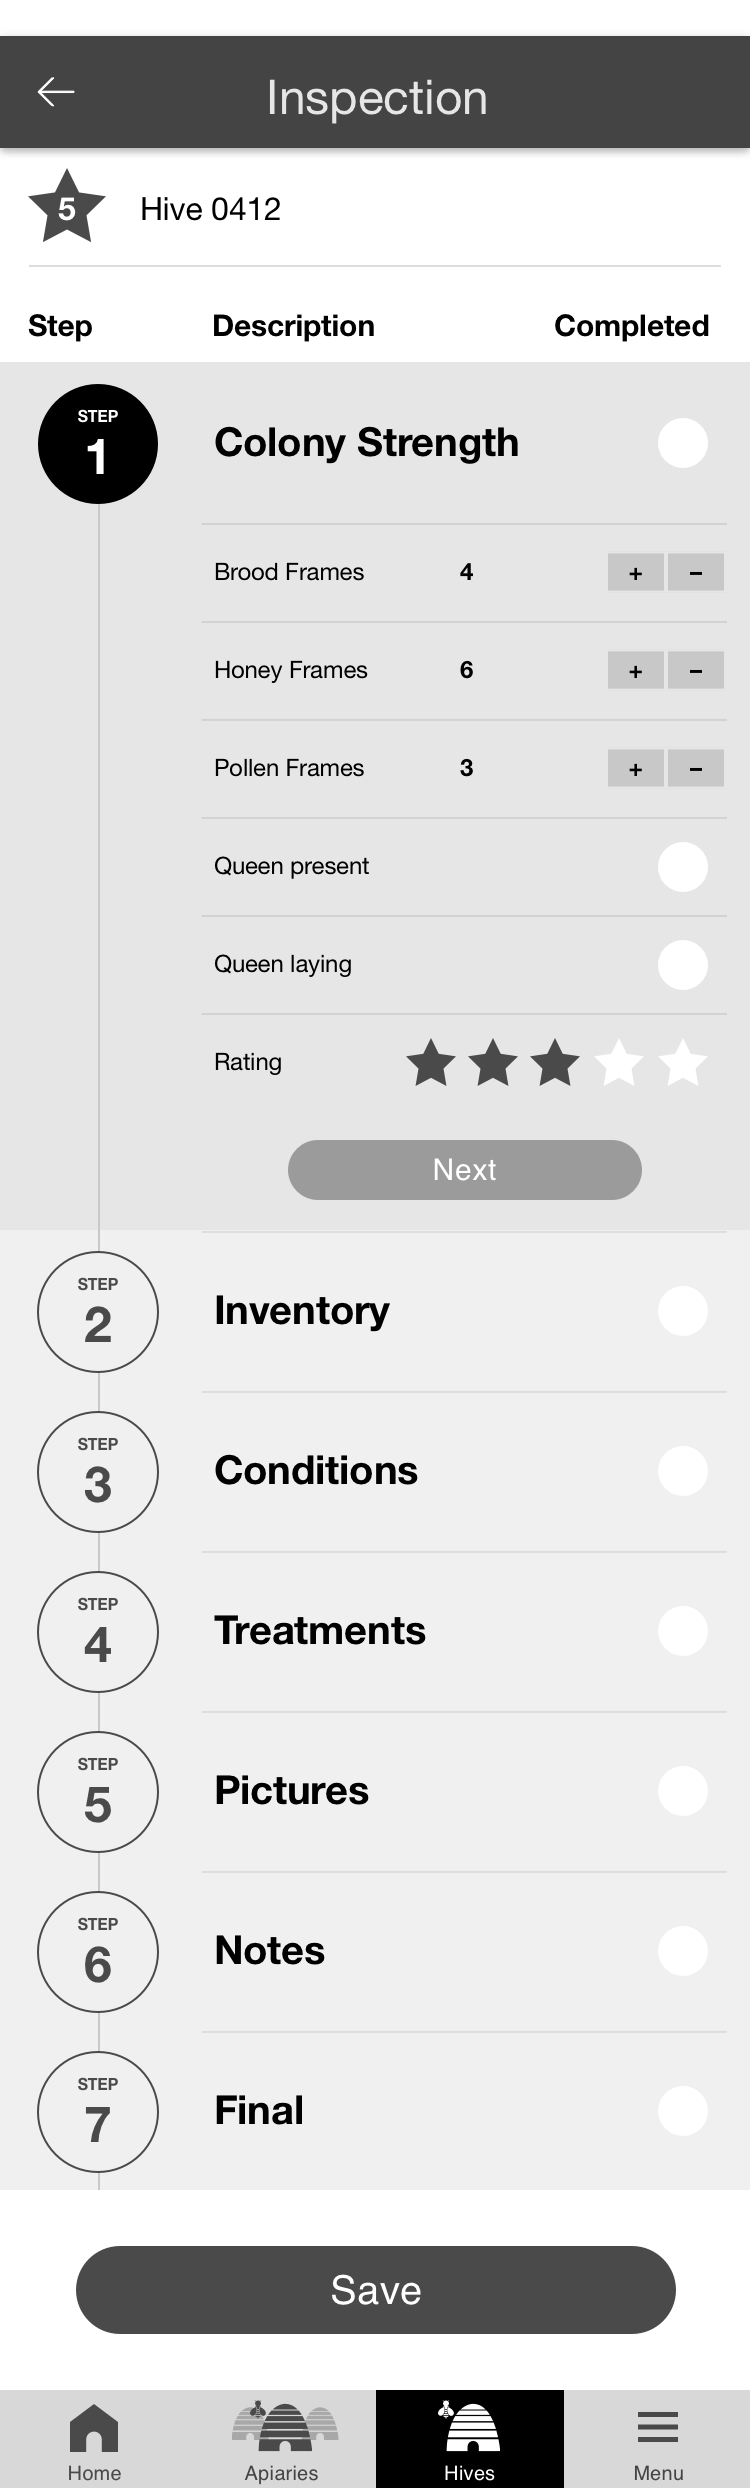 Inspection
5 Hive 0412
Step Description Completed
STEP
1 Colony Strength
Brood Frames 4 + −
Honey Frames 6 + −
Pollen Frames 3 + −
Queen present
Queen laying
Rating
Next
STEP
2 Inventory
STEP
3 Conditions
STEP
4 Treatments
STEP
5 Pictures
STEP
6 Notes
STEP
7 Final
Save
Home Apiaries Hives Menu